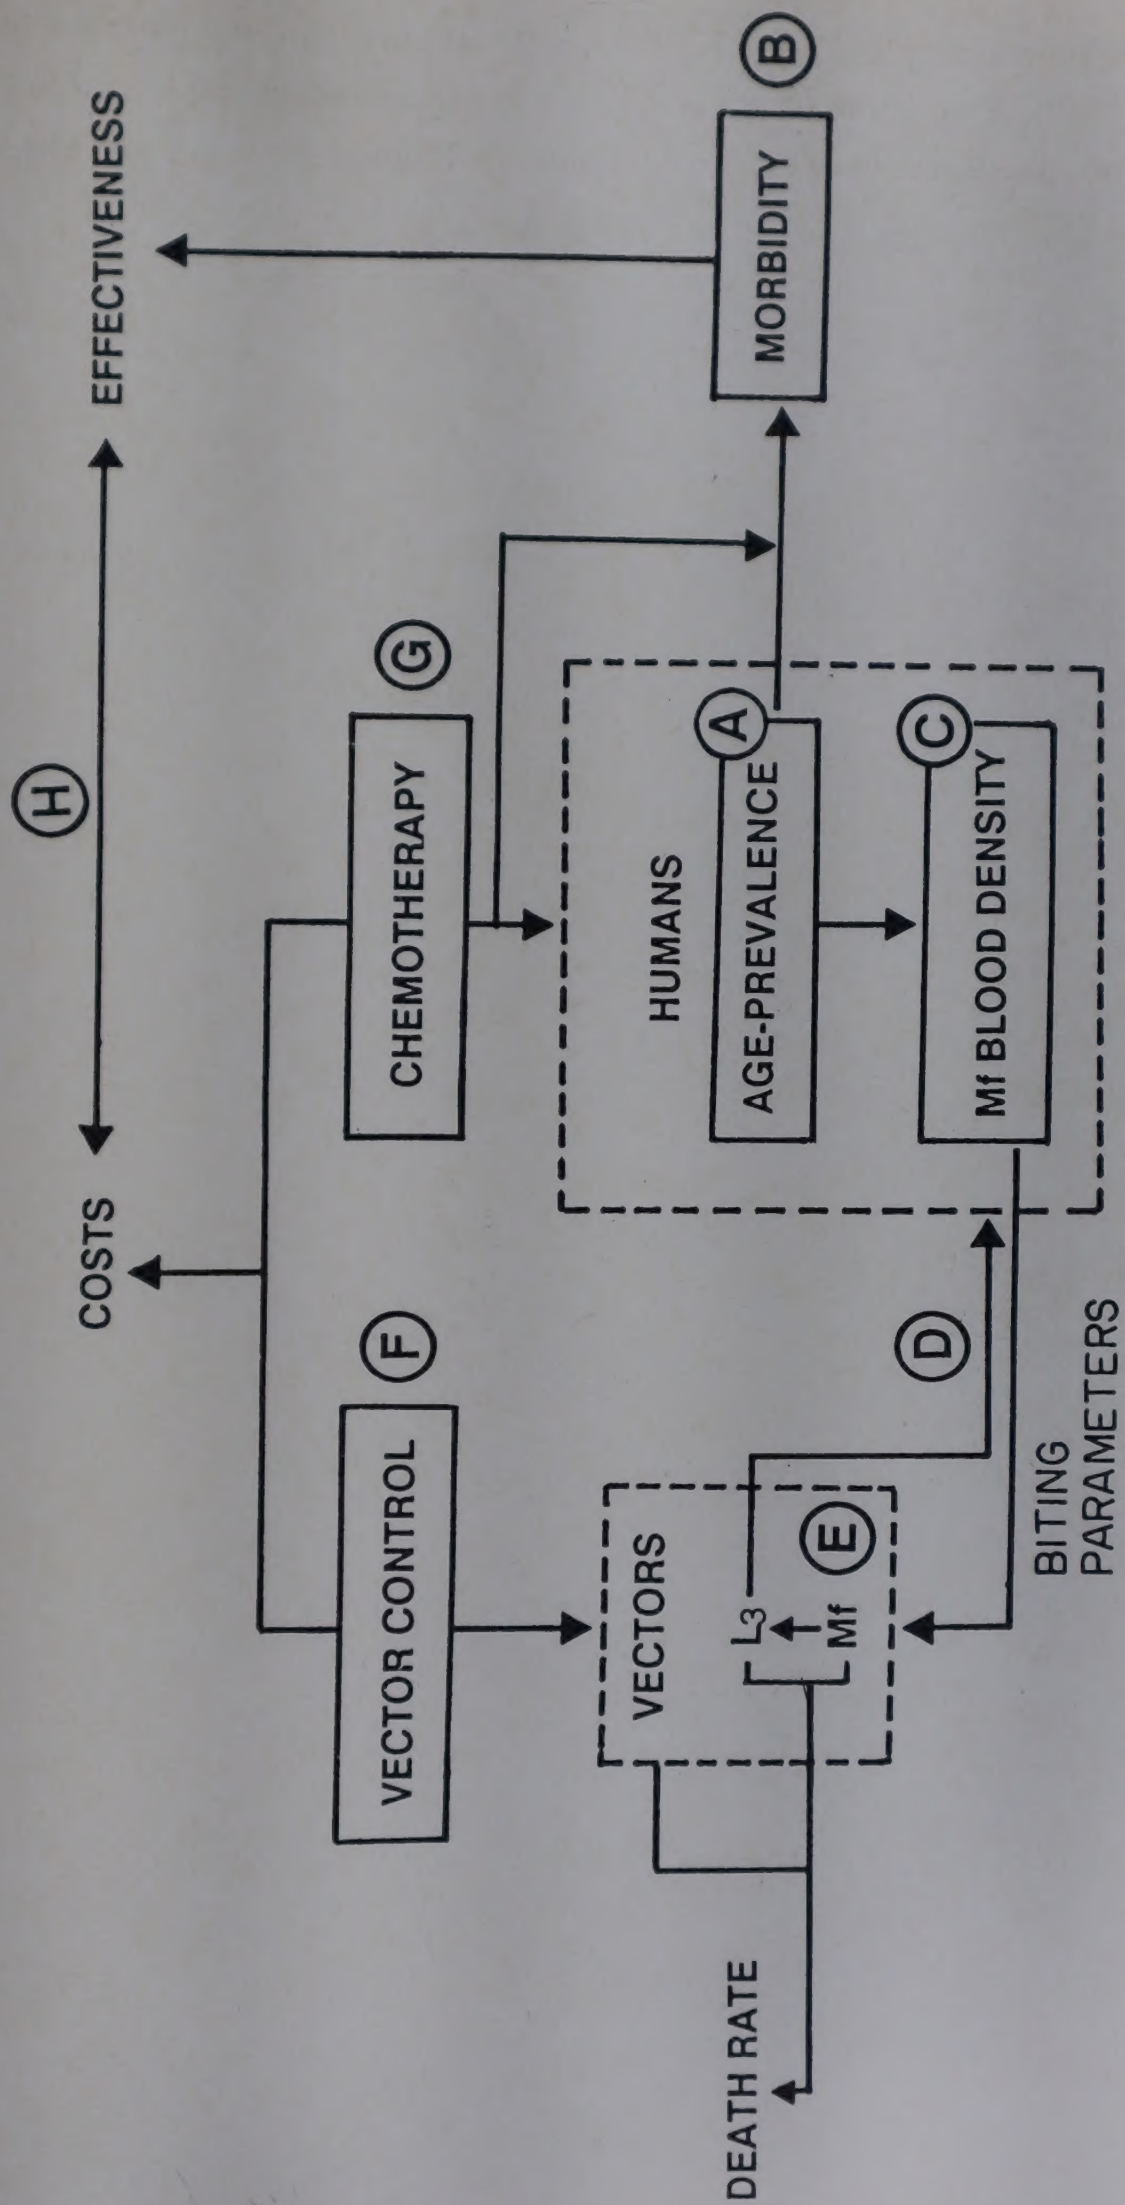 H
COSTS
EFFECTIVENESS
F
G
VECTOR CONTROL
CHEMOTHERAPY
VECTORS
HUMANS
DEATH RATE
L3
Mf
E
A
AGE-PREVALENCE
MORBIDITY
B
D
C
Mf BLOOD DENSITY
BITING
PARAMETERS